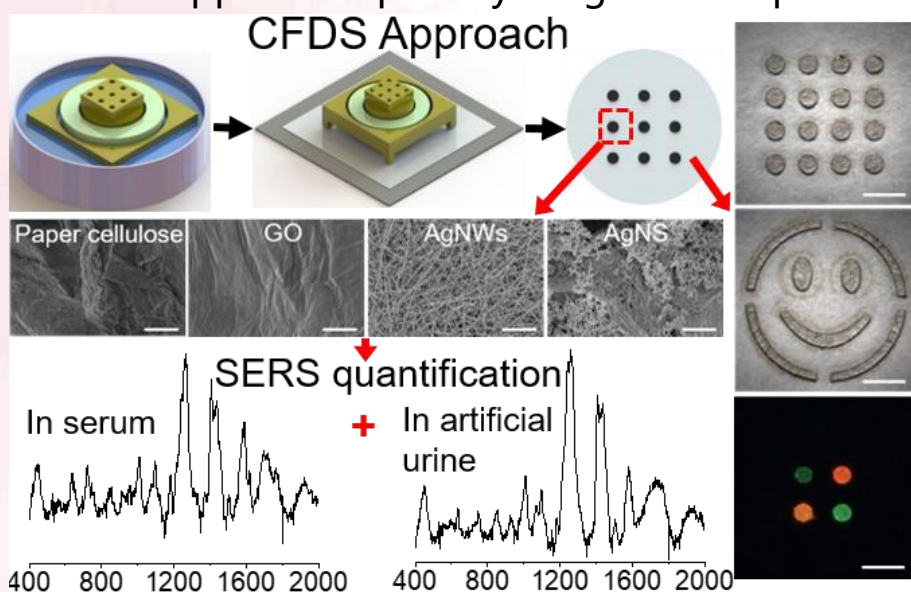 CFDS Approach
Paper cellulose
GO
AgNWs
AgNS
SERS quantification
In serum
+
In artificial
urine
400 800 1200 1600 2000
400 800 1200 1600 2000